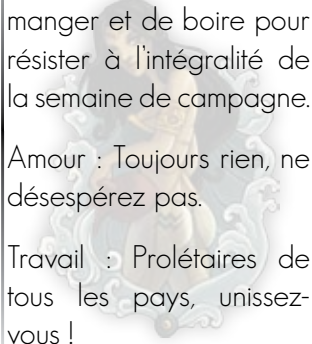 manger et de boire pour
résister à l'intégralité de
la semaine de campagne.
Amour : Toujours rien, ne
désespérez pas.
Travail : Prolétaires de
tous les pays, unissez-
vous !